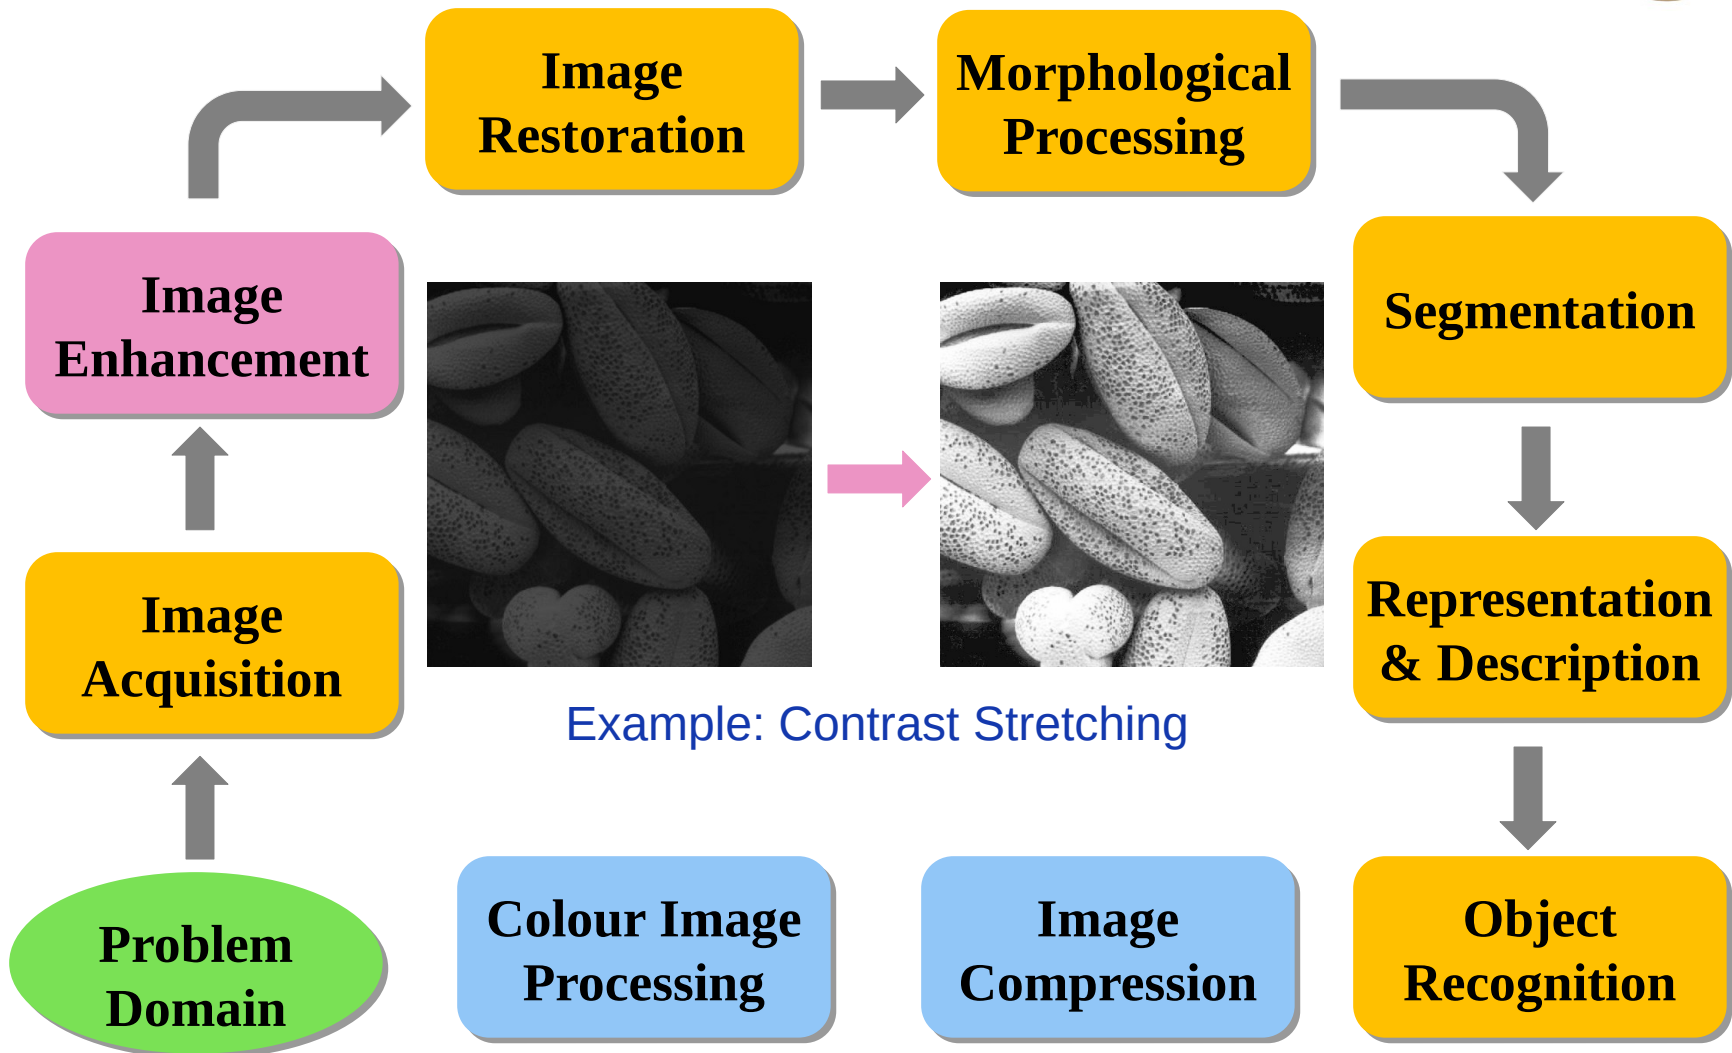 Image
Restoration
Morphological
Processing
Image
Enhancement
Segmentation
Image
Acquisition
Representation
& Description
Example: Contrast Stretching
Problem
Domain
Colour Image
Processing
Image
Compression
Object
Recognition